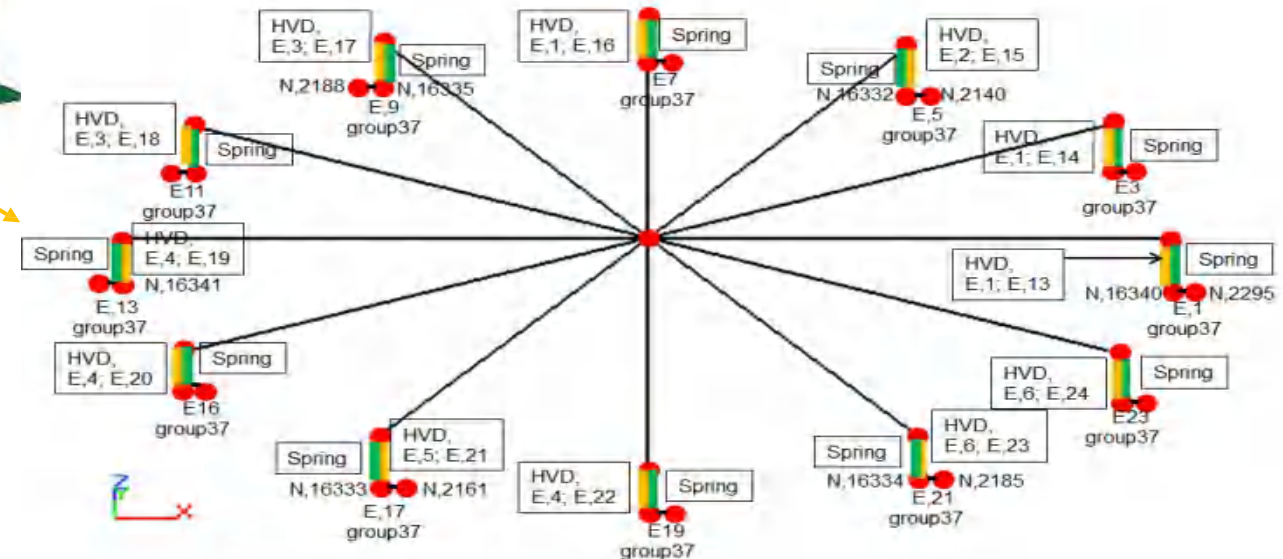 HVD,
E,3; E,17
Spring
N,2188
N,16335
E,9
group37
HVD,
E,1; E,16
Spring
E7
group37
HVD,
E,2; E,15
Spring
N,16332
N,2140
E,5
group37
HVD,
E,3; E,18
Spring
E11
group37
HVD,
E,1; E,14
Spring
E3
group37
Spring
HVD,
E,4; E,19
N,16341
E,13
group37
HVD,
E,1; E,13
Spring
N,16340
N,2295
E,1
group37
HVD,
E,4; E,20
Spring
E16
group37
HVD,
E,6; E,24
Spring
E23
group37
Spring
HVD,
E,5; E,21
N,16333
N,2161
E,17
group37
HVD,
E,4; E,22
Spring
E19
group37
Spring
HVD,
E,6, E,23
N,16334
N,2185
E,21
group37
Z
Y
X